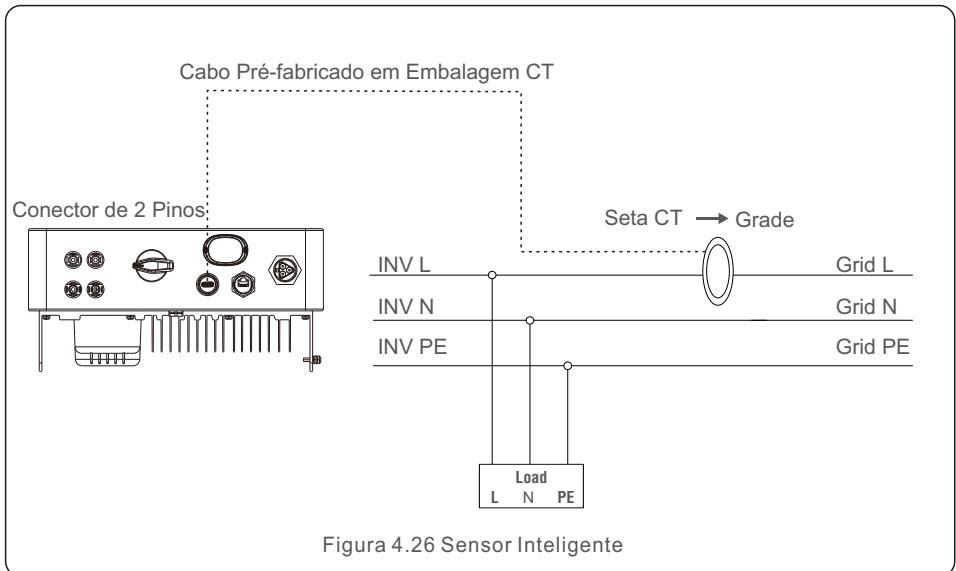 Cabo Pré-fabricado em Embalagem CT
Conector de 2 Pinos
Seta CT → Grade
INV L
Grid L
INV N
Grid N
INV PE
Grid PE
Load
L N PE
Figura 4.26 Sensor Inteligente